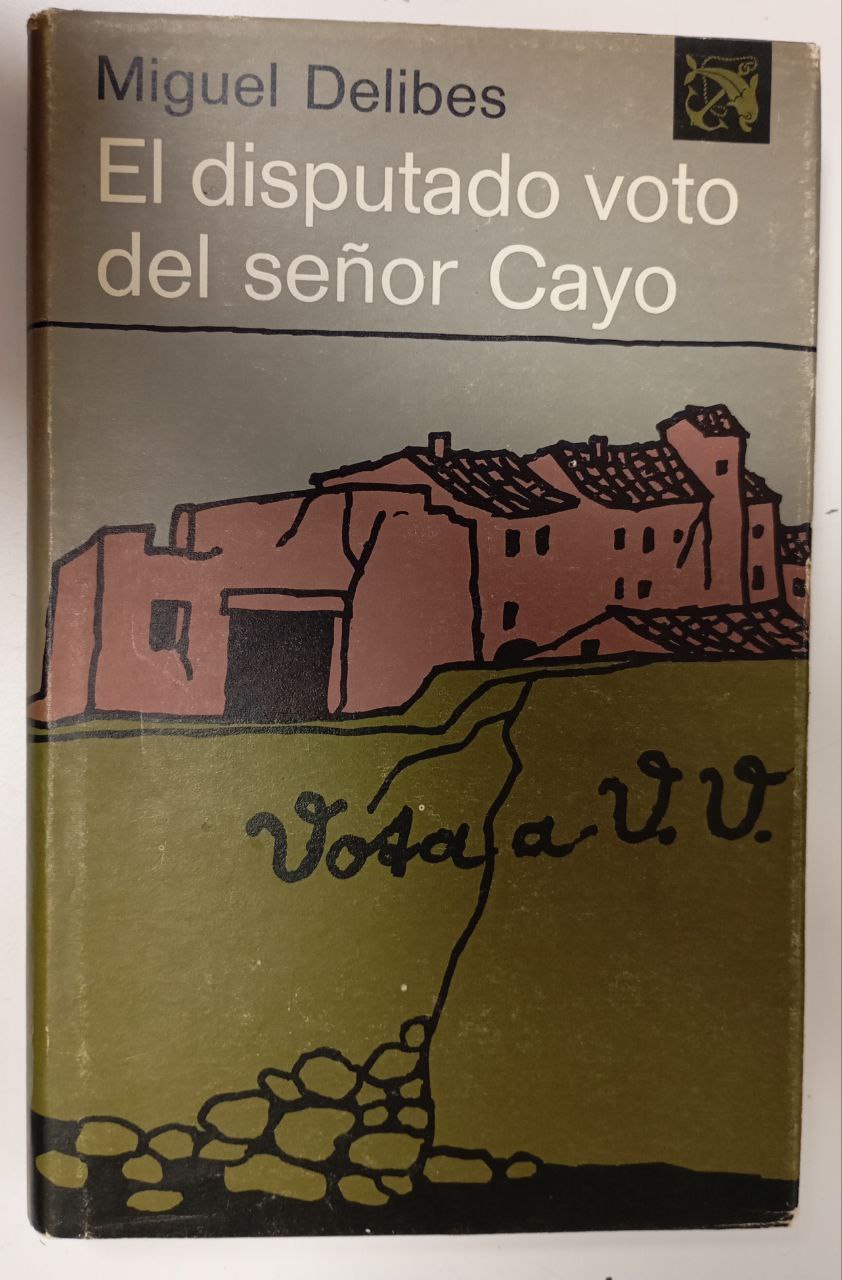 Miguel Delibes
El disputado voto
del señor Cayo
Vota a V. V.